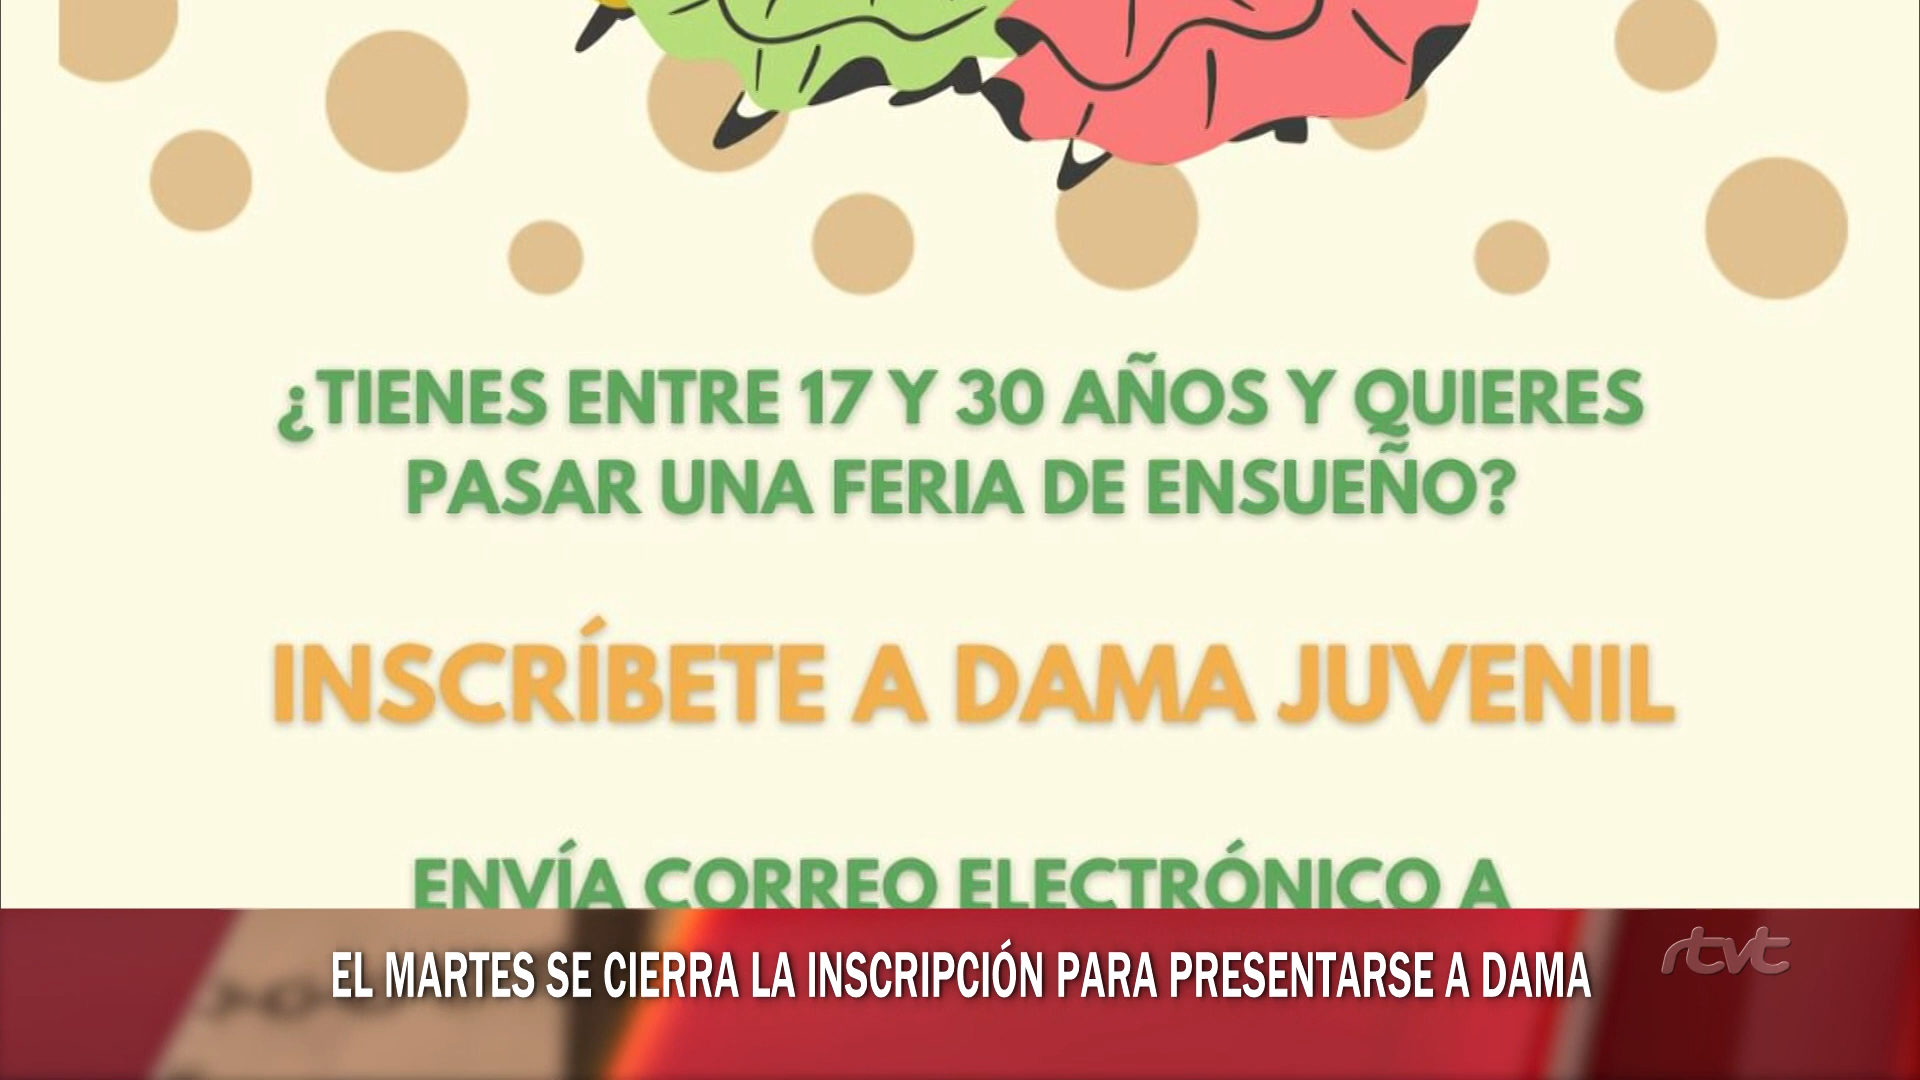 ¿TIENES ENTRE 17 Y 30 AÑOS Y QUIERES
PASAR UNA FERIA DE ENSUEÑO?
INSCRÍBETE A DAMA JUVENIL
ENVÍA CORREO ELECTRÓNICO A
EL MARTES SE CIERRA LA INSCRIPCIÓN PARA PRESENTARSE A DAMA
rtvt